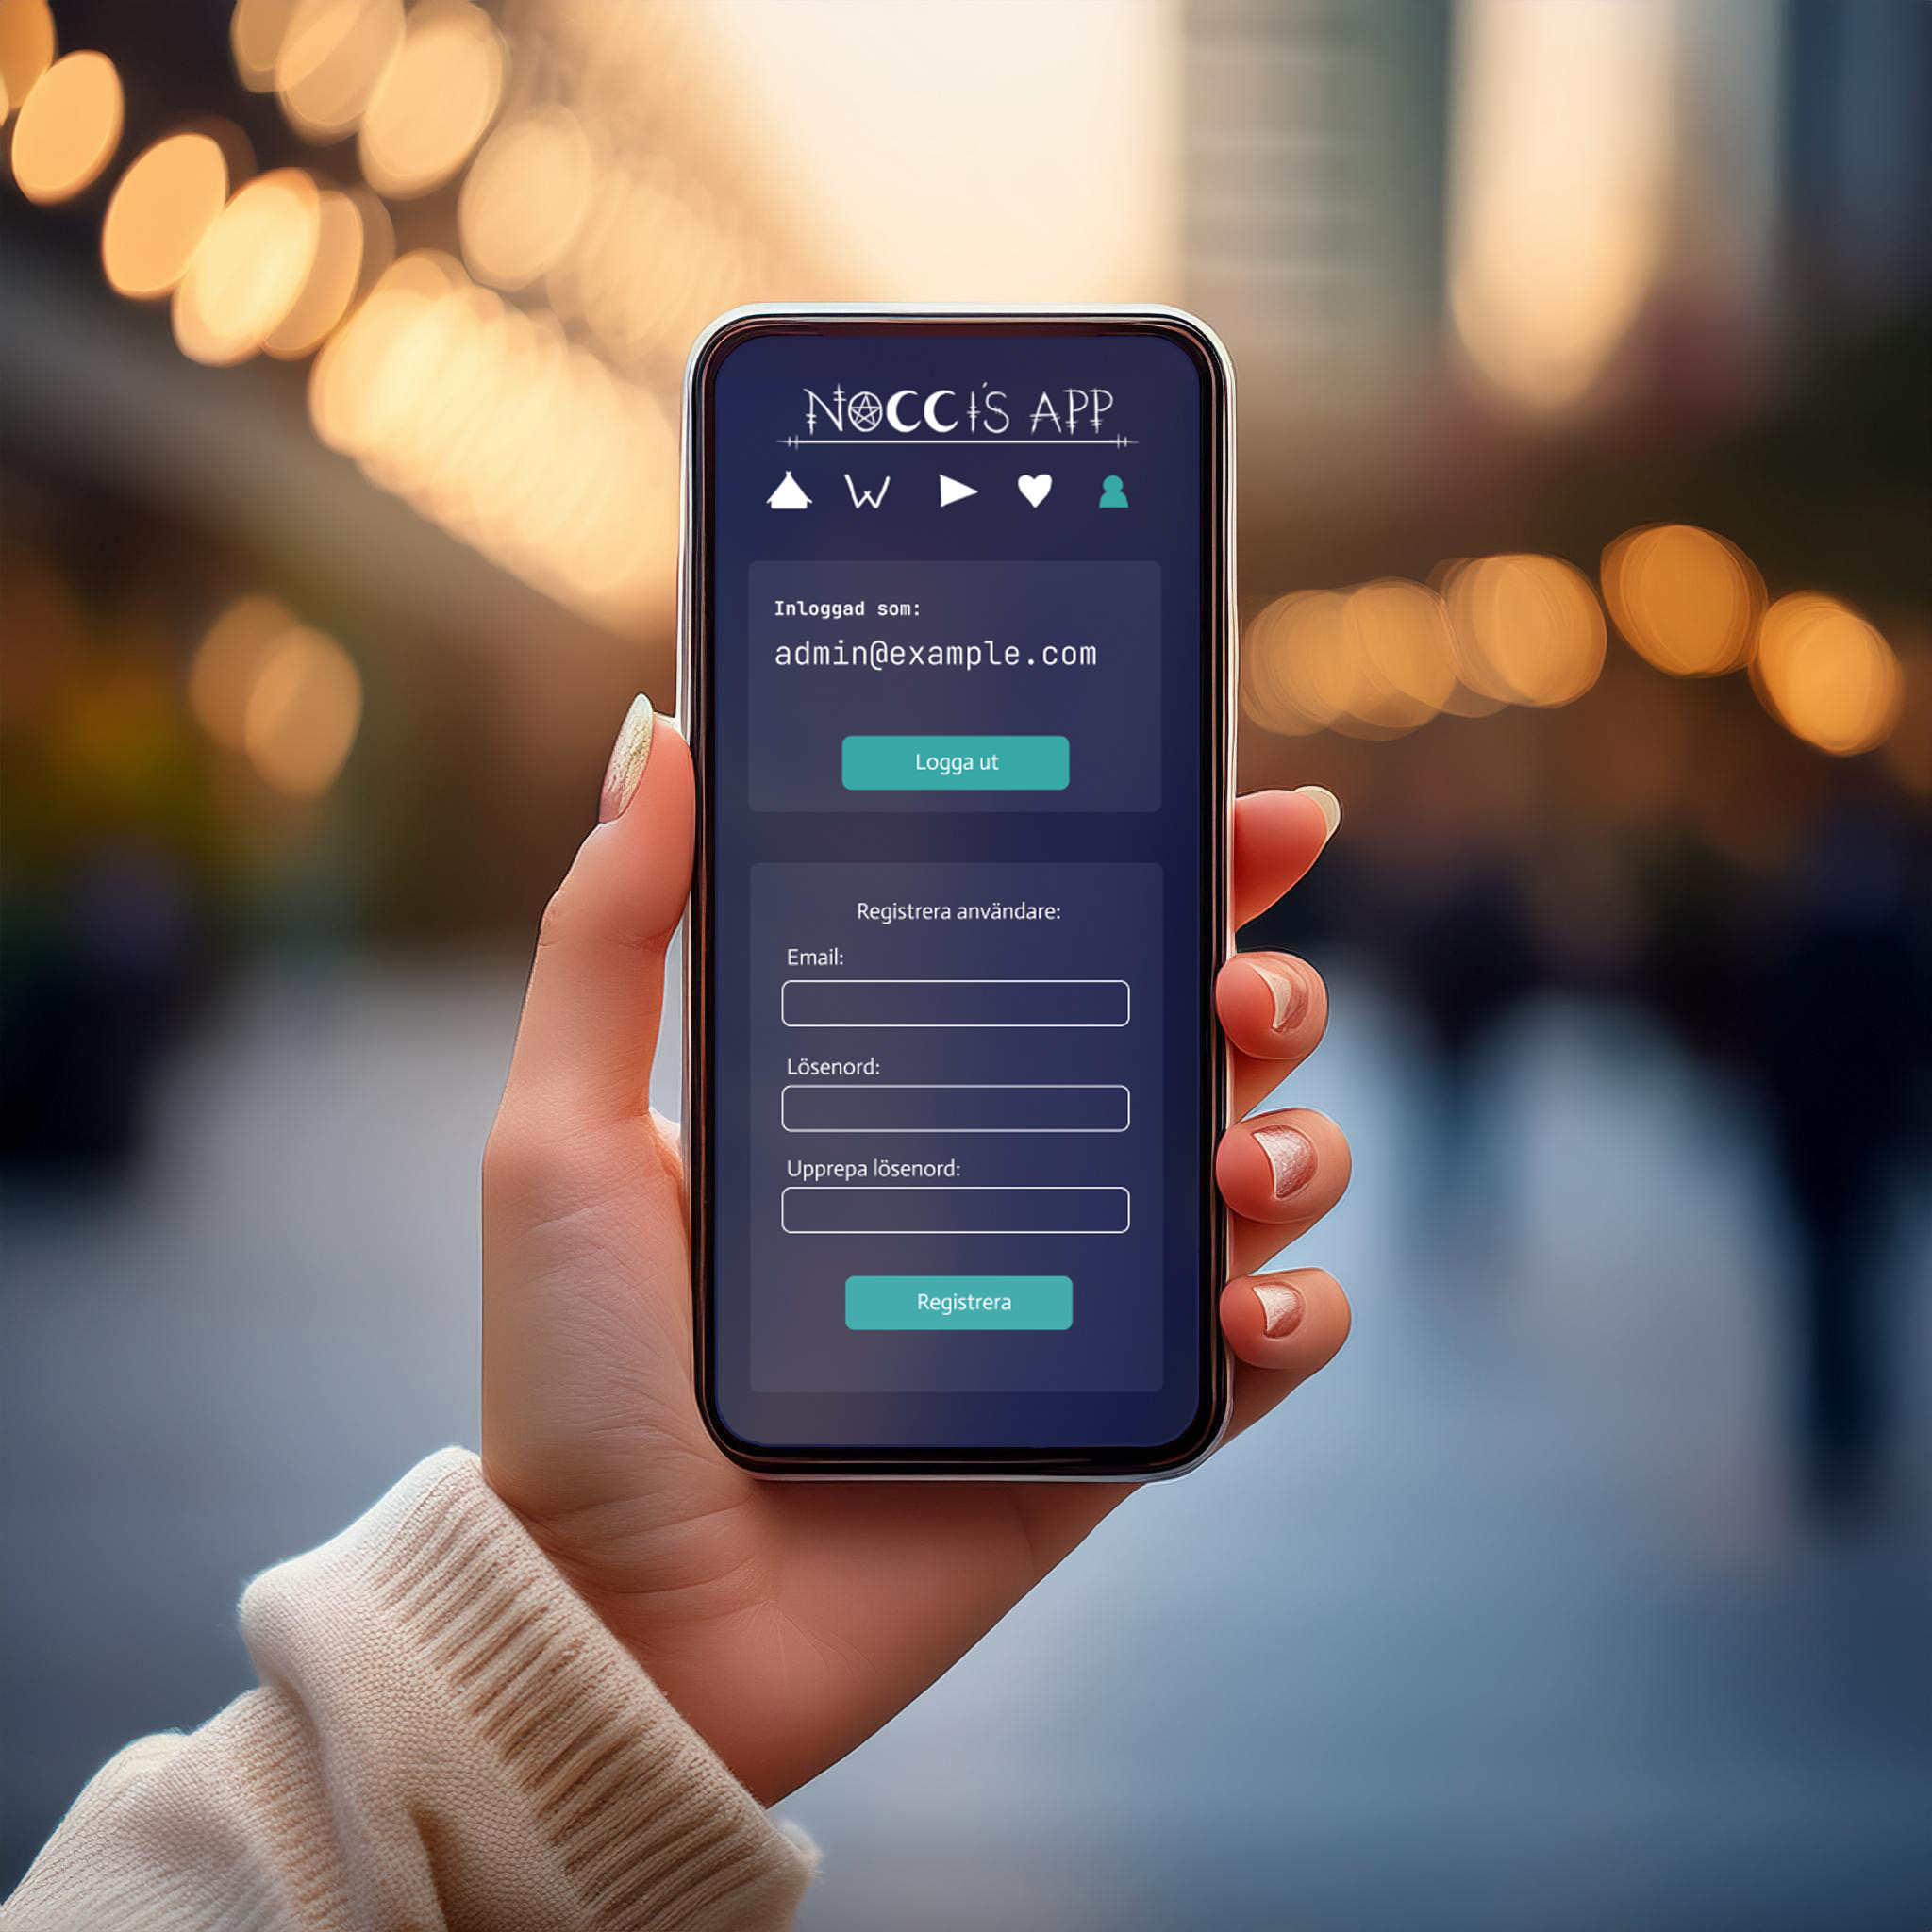 NOCCI'S APP
W
Inloggad som:
admin@example.com
Logga ut
Registrera användare:
Email:
Lösenord:
Upprepa lösenord:
Registrera